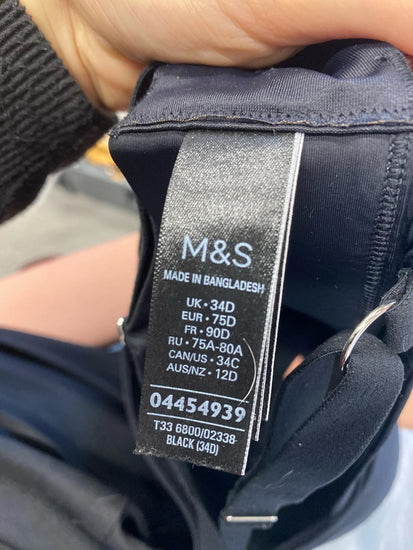 M&S
MADE IN BANGLADESH
UK • 34D
EUR • 75D
FR • 90D
RU • 75A-80A
CAN/US • 34C
AUS/NZ • 12D
04454939
T33 6800/02338
BLACK (34D)